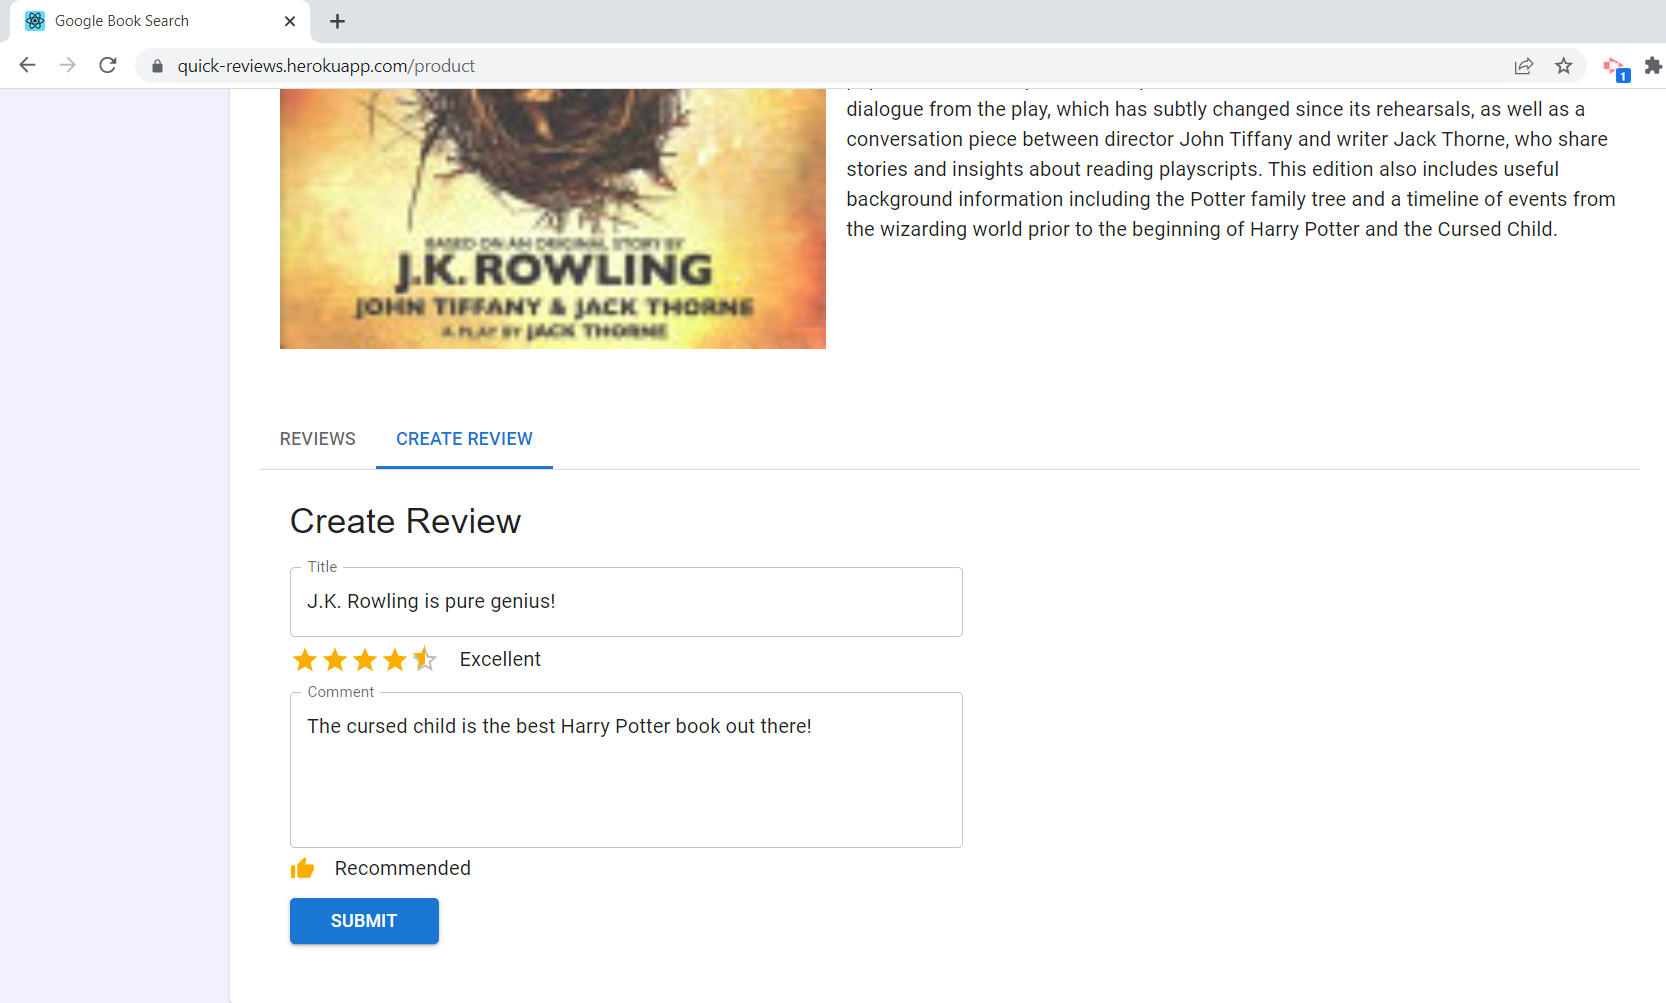 Google Book Search
quick-reviews.herokuapp.com/product
1
dialogue from the play, which has subtly changed since its rehearsals, as well as a
conversation piece between director John Tiffany and writer Jack Thorne, who share
stories and insights about reading playscripts. This edition also includes useful
background information including the Potter family tree and a timeline of events from
the wizarding world prior to the beginning of Harry Potter and the Cursed Child.
BASED ON AN ORIGINAL STORY BY
J.K. ROWLING
JOHN TIFFANY & JACK THORNE
A PLAY BY JACK THORNE
REVIEWS
CREATE REVIEW
Create Review
Title
J.K. Rowling is pure genius!
Excellent
Comment
The cursed child is the best Harry Potter book out there!
Recommended
SUBMIT